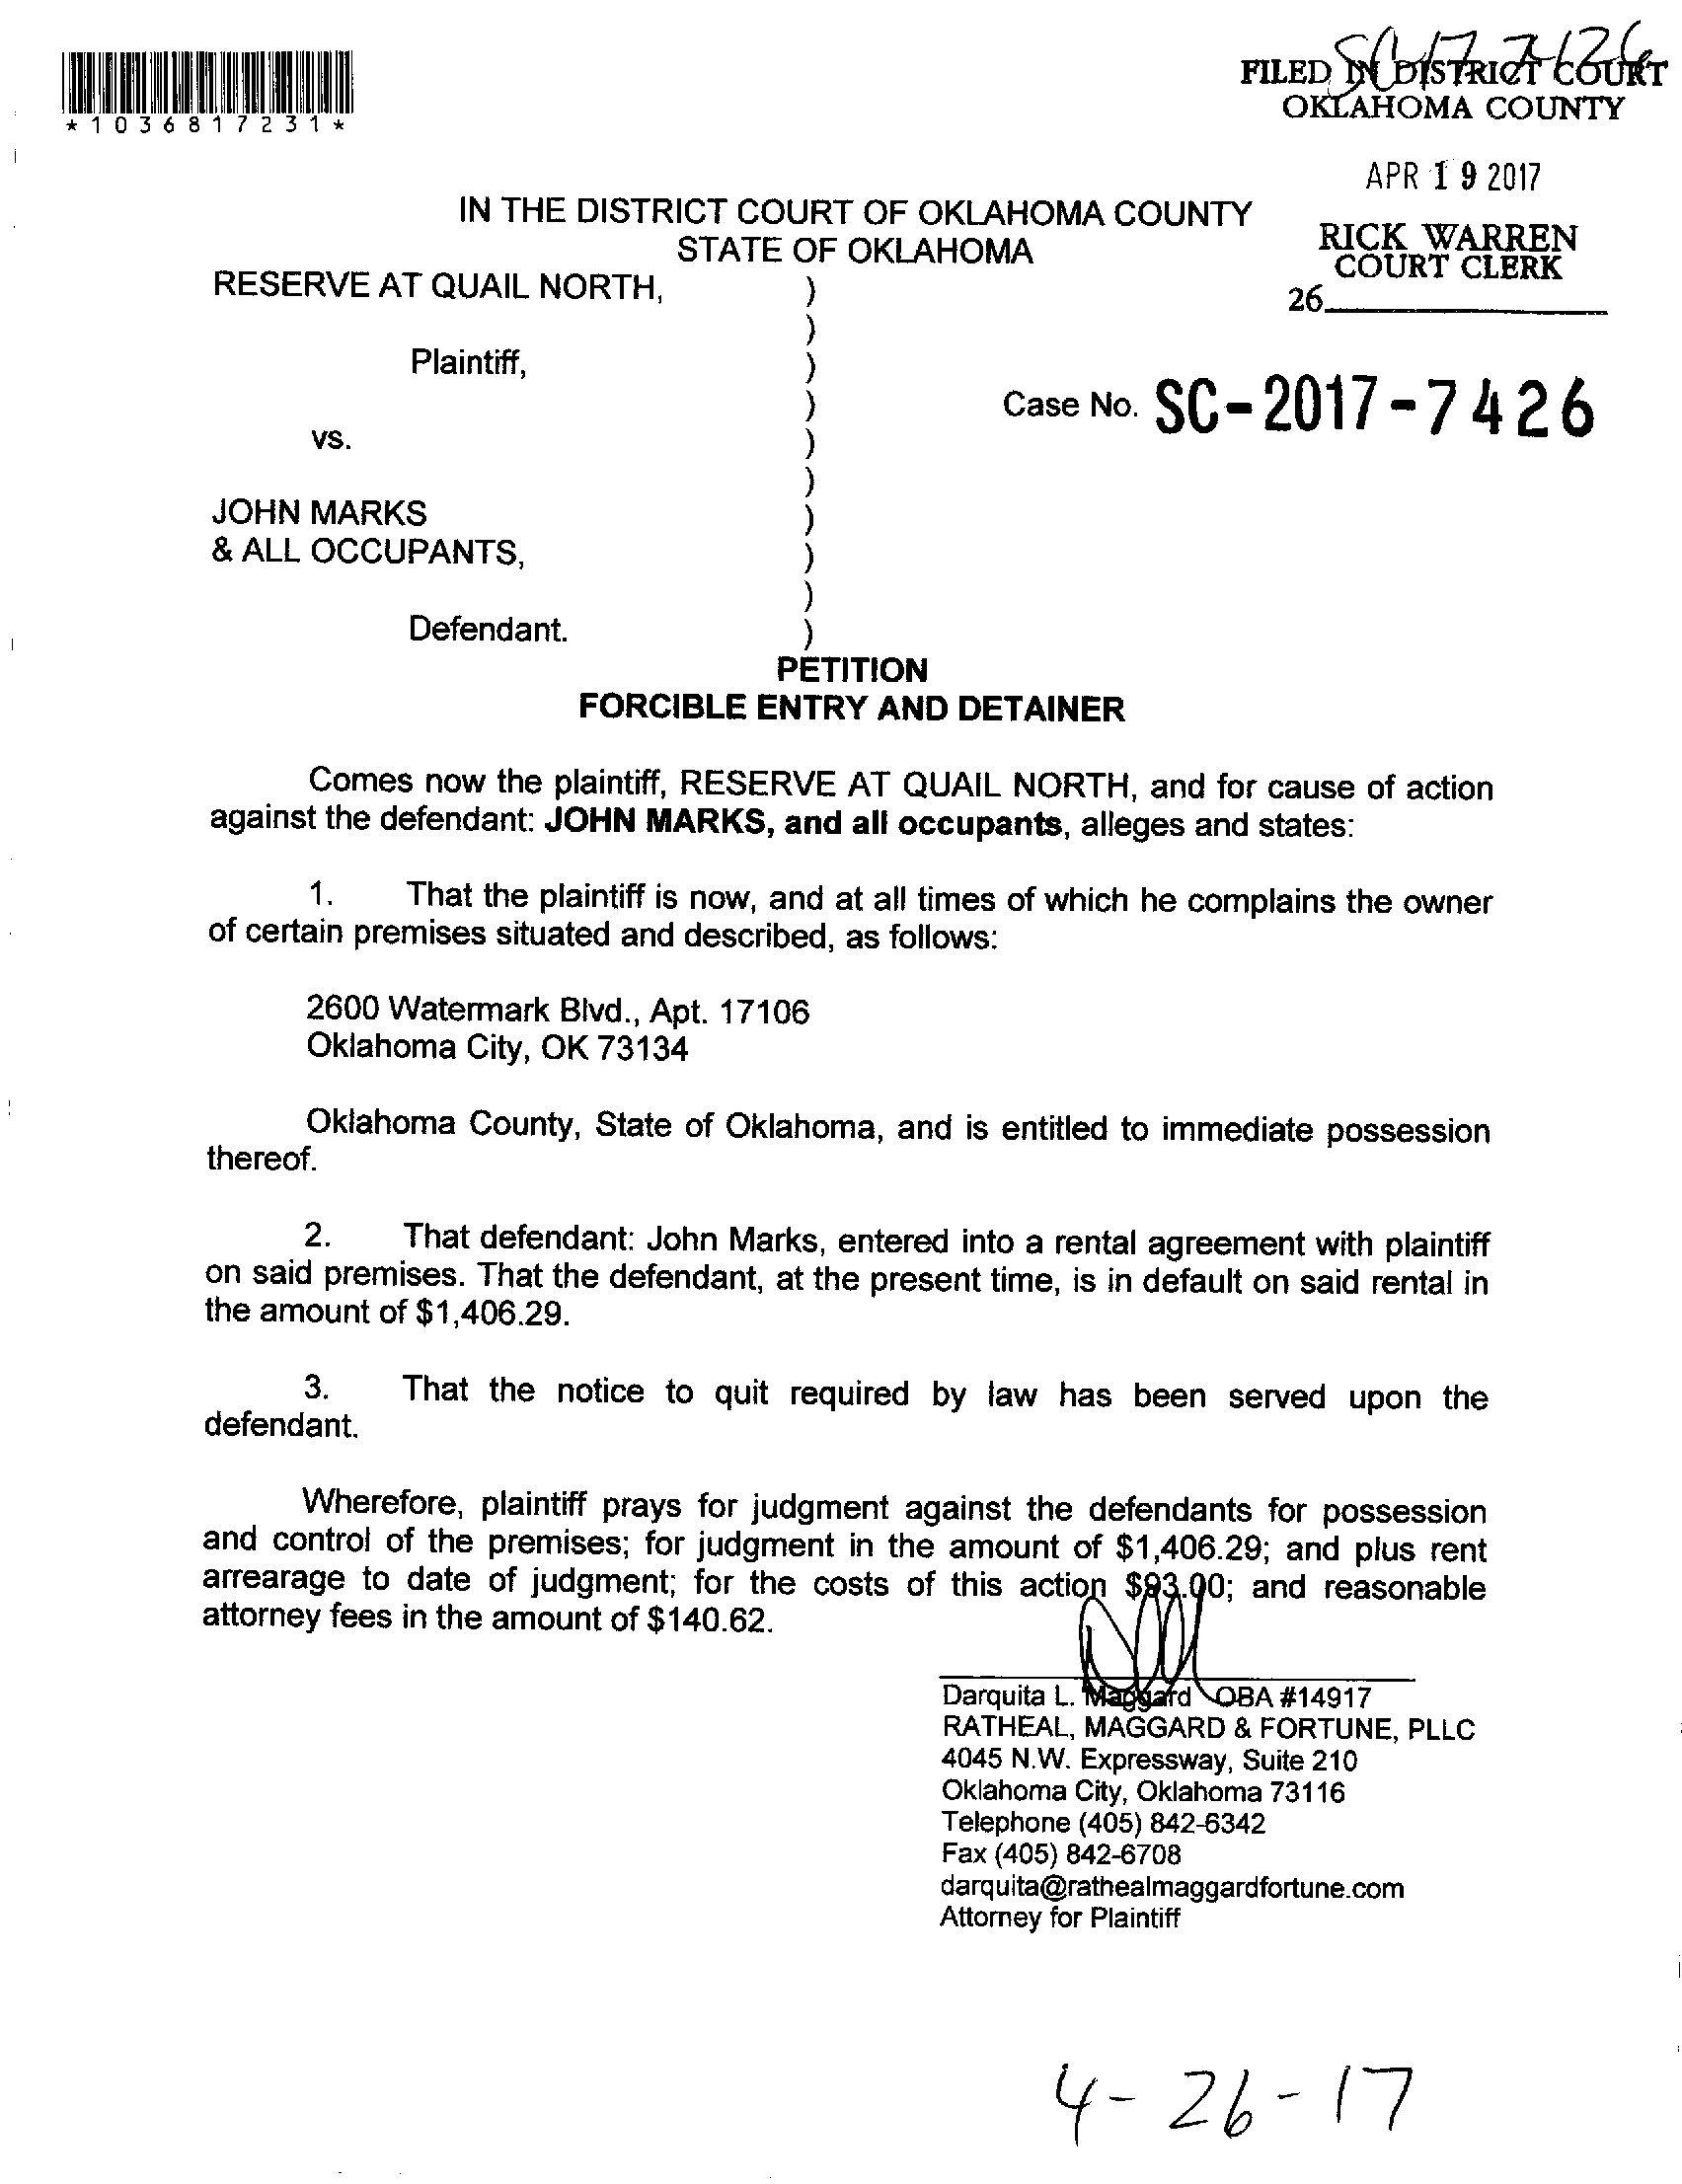 SC 17 7426
FILED IN DISTRICT COURT
OKLAHOMA COUNTY
*1036817231*
APR 19 2017
RICK WARREN
COURT CLERK
26
IN THE DISTRICT COURT OF OKLAHOMA COUNTY
STATE OF OKLAHOMA
RESERVE AT QUAIL NORTH, )
)
Plaintiff, )
) Case No. SC-2017-7426
vs. )
)
JOHN MARKS )
& ALL OCCUPANTS, )
)
Defendant. )
PETITION
FORCIBLE ENTRY AND DETAINER
Comes now the plaintiff, RESERVE AT QUAIL NORTH, and for cause of action
against the defendant: JOHN MARKS, and all occupants, alleges and states:
1. That the plaintiff is now, and at all times of which he complains the owner
of certain premises situated and described, as follows:
2600 Watermark Blvd., Apt. 17106
Oklahoma City, OK 73134
Oklahoma County, State of Oklahoma, and is entitled to immediate possession
thereof.
2. That defendant: John Marks, entered into a rental agreement with plaintiff
on said premises. That the defendant, at the present time, is in default on said rental in
the amount of $1,406.29.
3. That the notice to quit required by law has been served upon the
defendant.
Wherefore, plaintiff prays for judgment against the defendants for possession
and control of the premises; for judgment in the amount of $1,406.29; and plus rent
arrearage to date of judgment; for the costs of this action $93.00; and reasonable
attorney fees in the amount of $140.62.
Darquita L. Maggard OBA #14917
RATHEAL, MAGGARD & FORTUNE, PLLC
4045 N.W. Expressway, Suite 210
Oklahoma City, Oklahoma 73116
Telephone (405) 842-6342
Fax (405) 842-6708
darquita@rathealmaggardfortune.com
Attorney for Plaintiff
4-26-17